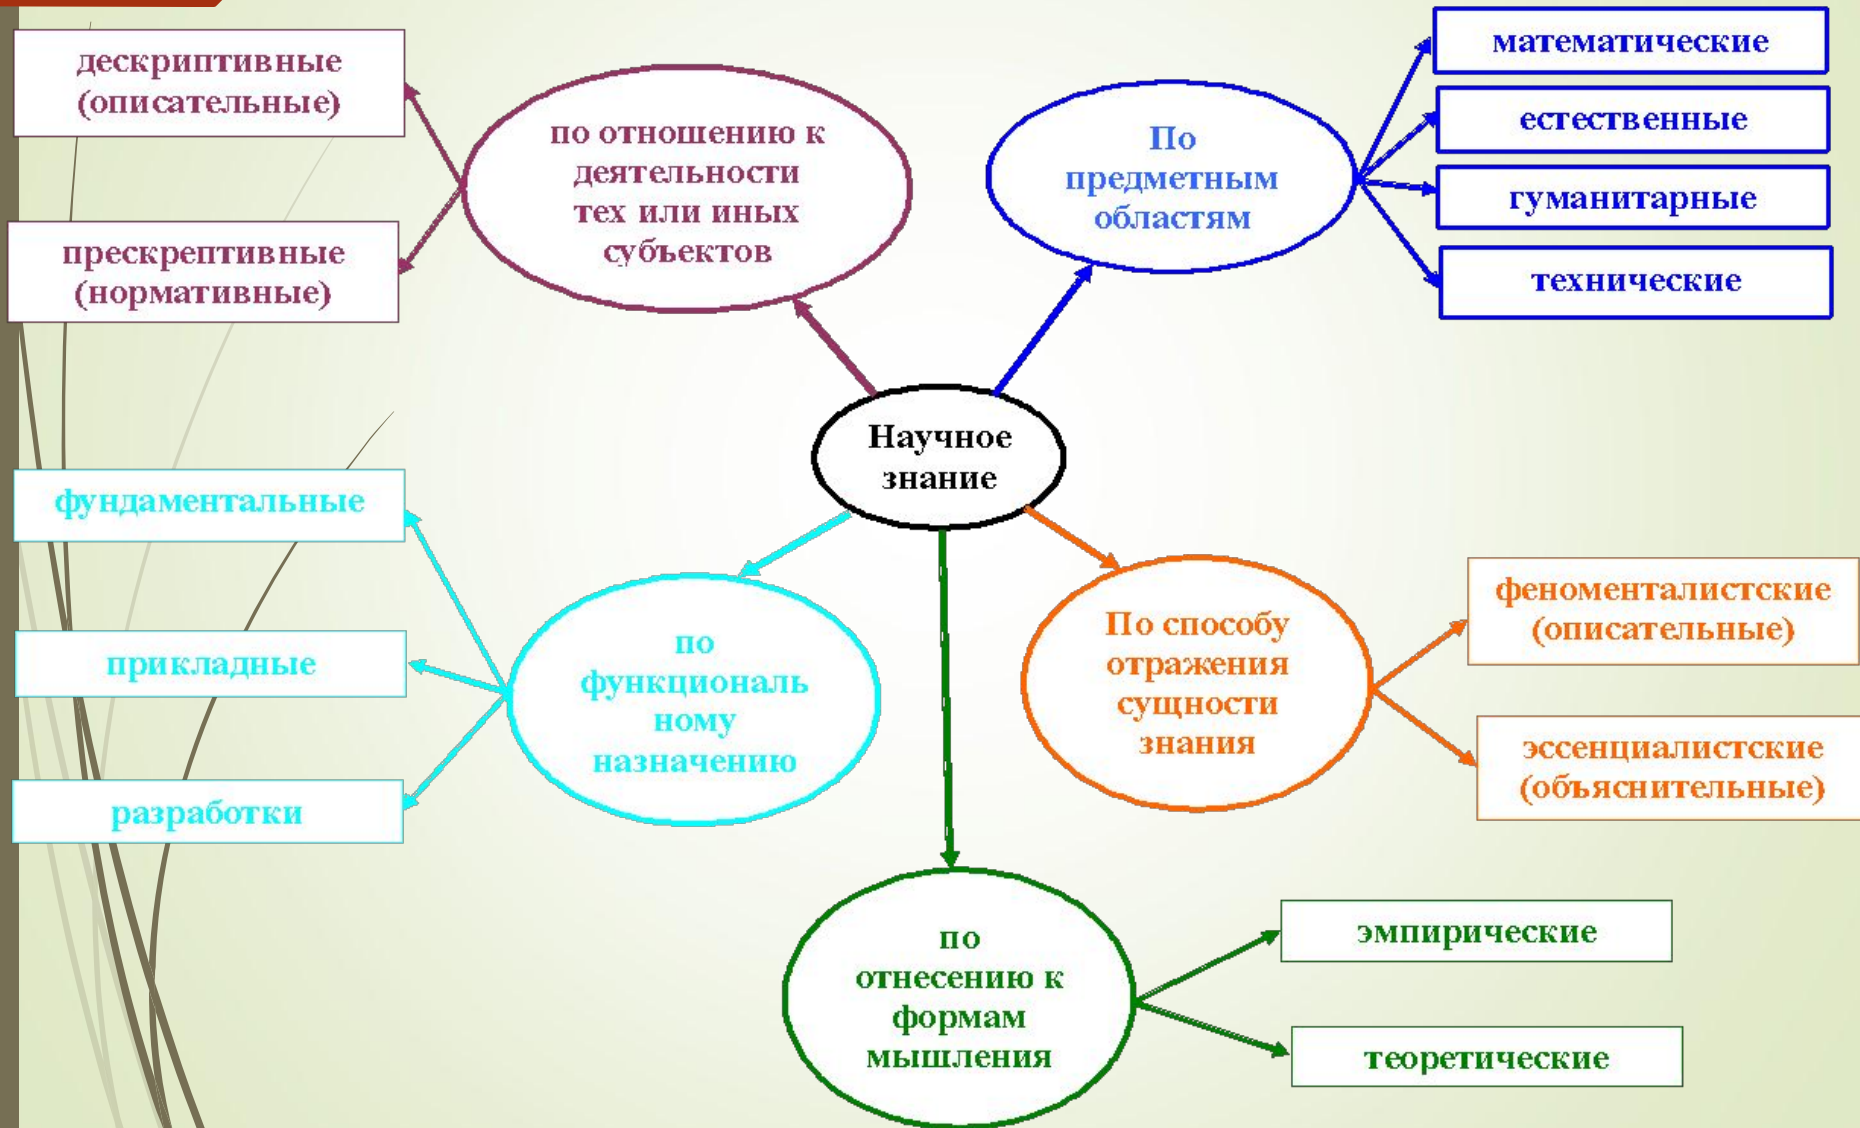 дескриптивные
(описательные)
прескрептивные
(нормативные)
по отношению к
деятельности
тех или иных
субъектов
По
предметным
областям
математические
естественные
гуманитарные
технические
Научное
знание
фундаментальные
прикладные
разработки
по
функциональ
ному
назначению
По способу
отражения
сущности
знания
феноменталистские
(описательные)
эссенциалистские
(объяснительные)
по
отнесению к
формам
мышления
эмпирические
теоретические